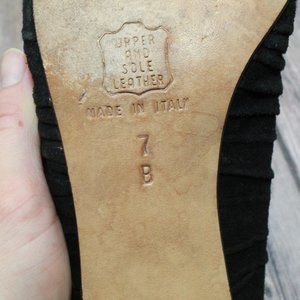 UPPER
AND
SOLE
LEATHER
MADE IN ITALY
7
B